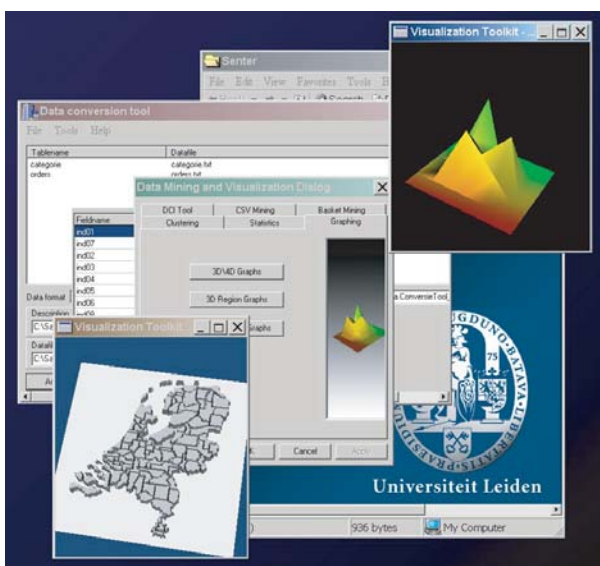 Visualization Toolkit - ...
Senter
File Edit View Favorites Tools
Search
Data conversion tool
File Tools Help
Tablename Datafile
categorie categorie.txt
orders orders.txt
Data Mining and Visualization Dialog
DCI Tool CSV Mining Basket Mining
Clustering Statistics Graphing
Fieldname
ind01
ind07
ind02
ind03
ind04
ind05
ind06
3D/4D Graphs
3D Region Graphs
Graphs
Data format
Description
Visualization Toolkit
Cancel Apply
Universiteit Leiden
936 bytes My Computer